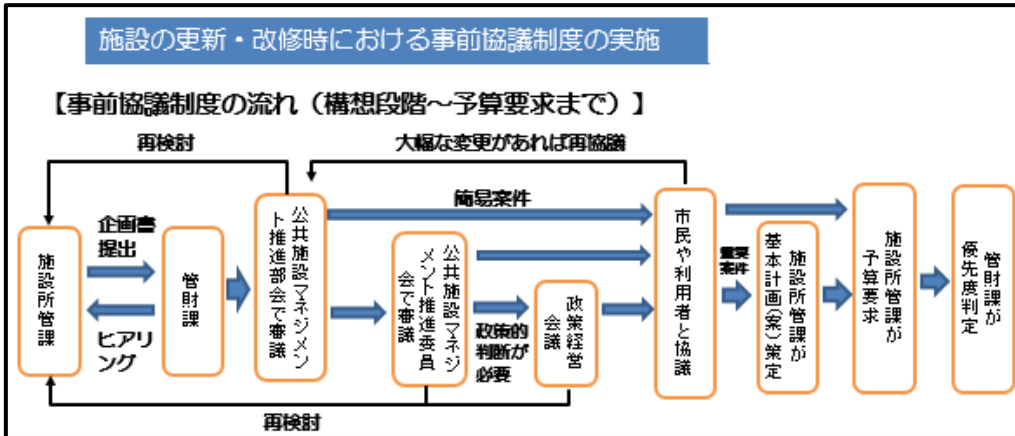 施設の更新・改修時における事前協議制度の実施
【事前協議制度の流れ（構想段階～予算要求まで）】
再検討
大幅な変更があれば再協議
簡易案件
企画書
提出
ヒアリ
ング
施設所管課
管財課
公共施設マネジメン
ト推進部会で審議
公共施設マネジ
メント推進委員
会で審議
政策的
判断が
必要
政策経営
会議
市民や利用者と協議
重要
案件
施設所管課が
基本計画(案)策定
施設所管課が
予算要求
管財課が
優先度判定
再検討